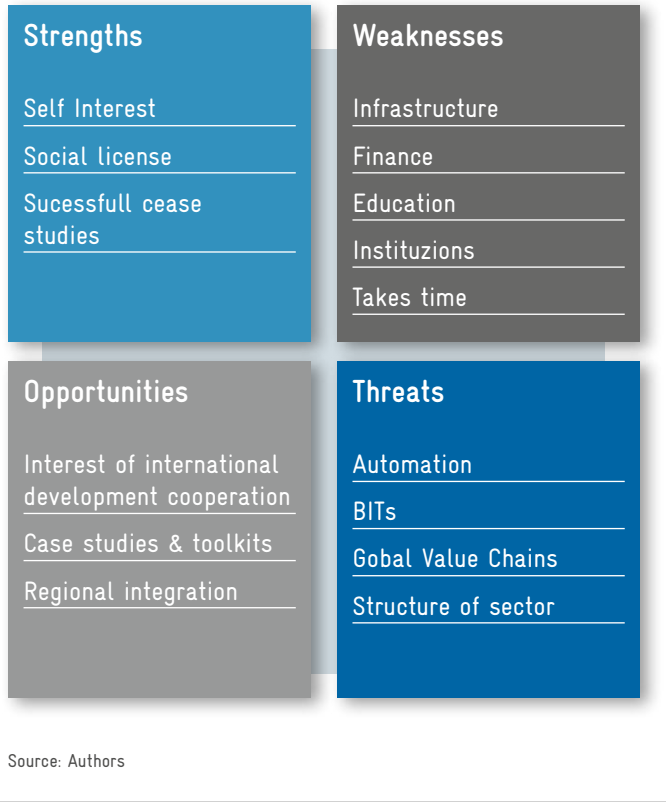 Strengths
Self Interest
Social license
Sucessfull cease
studies
Weaknesses
Infrastructure
Finance
Education
Instituzions
Takes time
Opportunities
Interest of international
development cooperation
Case studies & toolkits
Regional integration
Threats
Automation
BITs
Gobal Value Chains
Structure of sector
Source: Authors